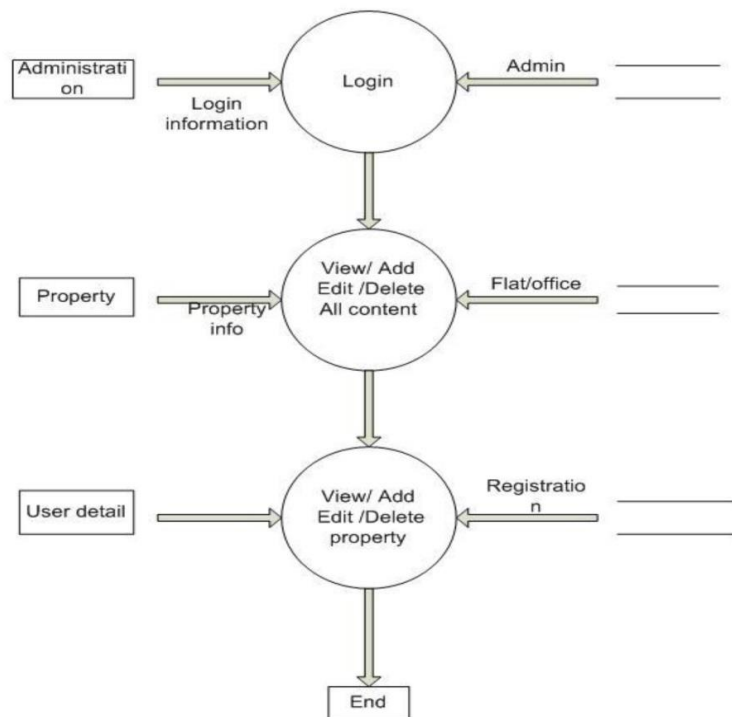 Administrati
on
Login
information
Login
Admin
Property
Property
info
View/ Add
Edit /Delete
All content
Flat/office
User detail
View/ Add
Edit /Delete
property
Registratio
n
End